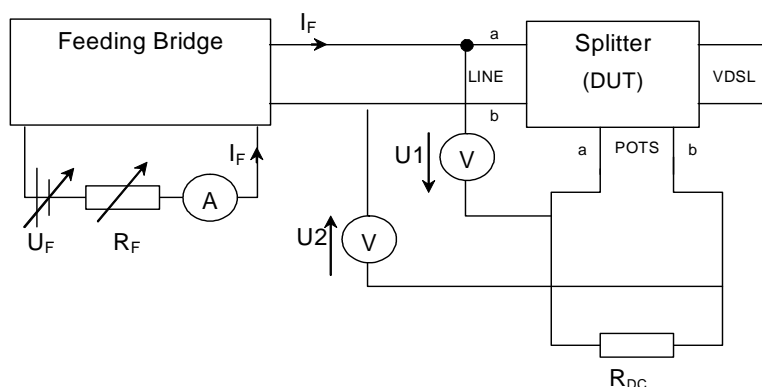 Feeding Bridge
I_F
a
Splitter
(DUT)
LINE
VDSL
b
a
POTS
b
I_F
U1
V
A
U_F
R_F
U2
V
R_DC